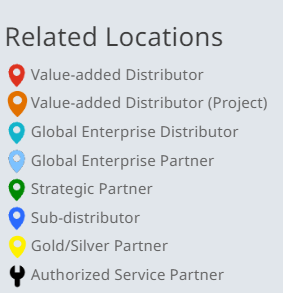 Related Locations
Value-added Distributor
Value-added Distributor (Project)
Global Enterprise Distributor
Global Enterprise Partner
Strategic Partner
Sub-distributor
Gold/Silver Partner
Authorized Service Partner